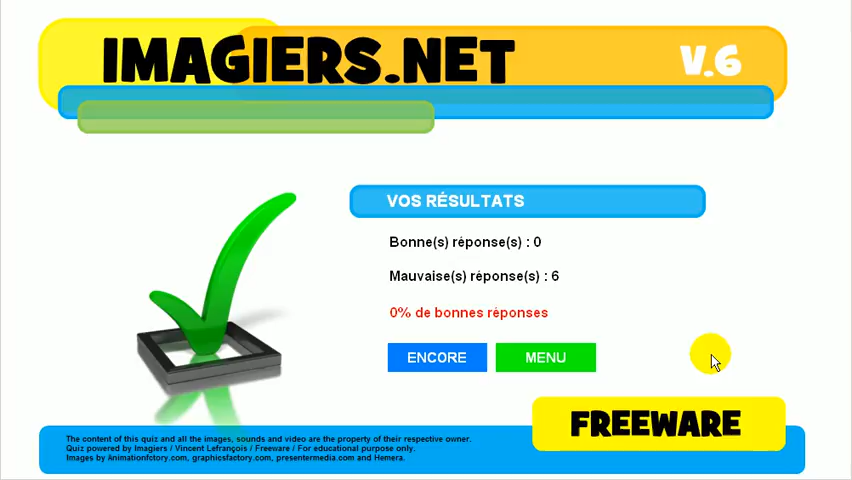 IMAGIERS.NET
V.6
VOS RÉSULTATS
Bonne(s) réponse(s) : 0
Mauvaise(s) réponse(s) : 6
0% de bonnes réponses
ENCORE
MENU
FREEWARE
The content of this quiz and all the images, sounds and video are the property of their respective owner.
Quiz powered by Imagiers / Vincent Lefrançois / Freeware / For educational purpose only.
Images by Animationfctory.com, graphicsfactory.com, presentermedia.com and Hemera.